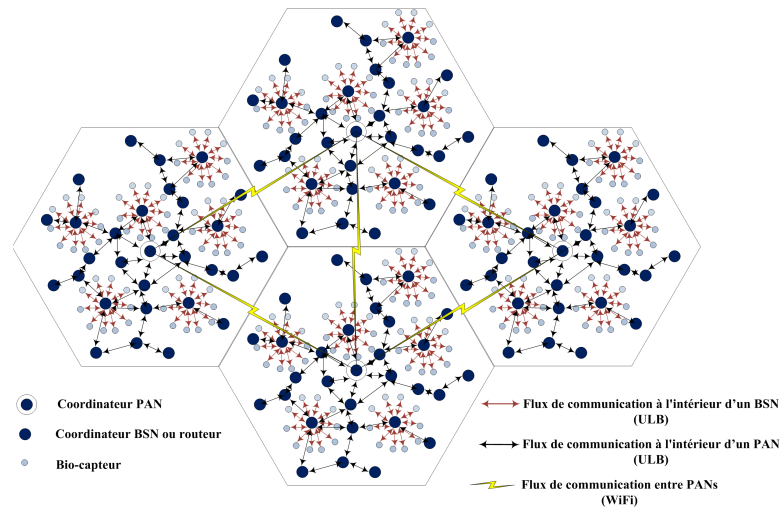 Coordinateur PAN
Coordinateur BSN ou routeur
Bio-capteur
Flux de communication à l'intérieur d'un BSN
(ULB)
Flux de communication à l'intérieur d'un PAN
(ULB)
Flux de communication entre PANs
(WiFi)